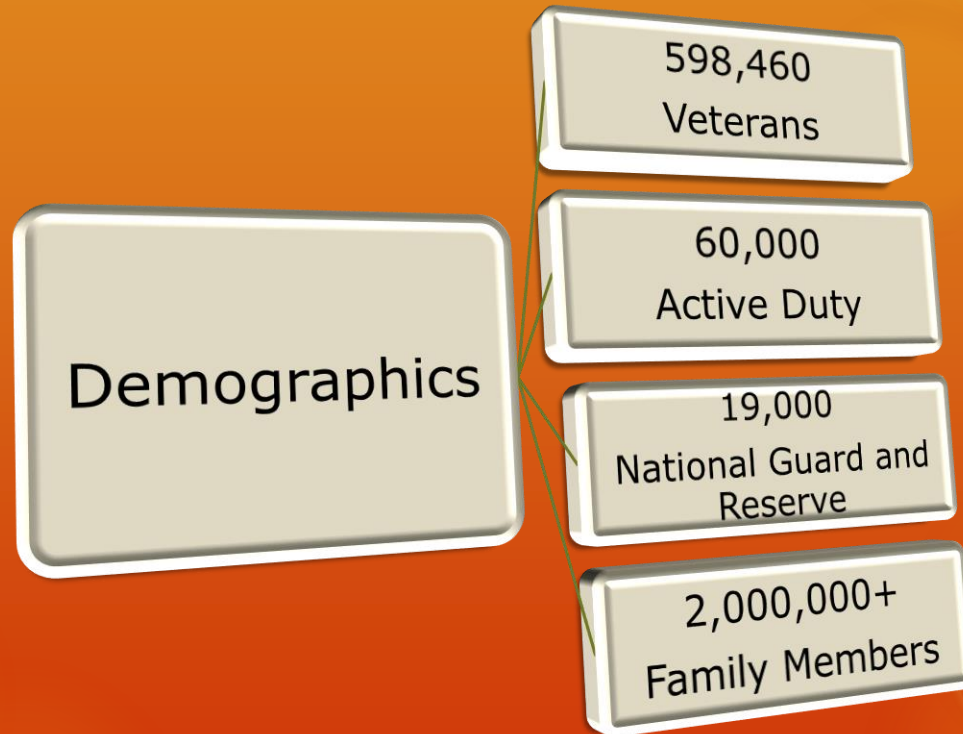 Demographics
598,460
Veterans
60,000
Active Duty
19,000
National Guard and
Reserve
2,000,000+
Family Members